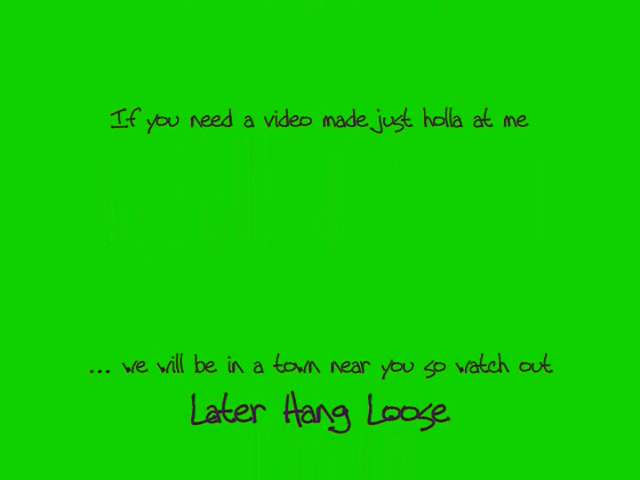 If you need a video made just holla at me
... we will be in a town near you so watch out
Later Hang Loose